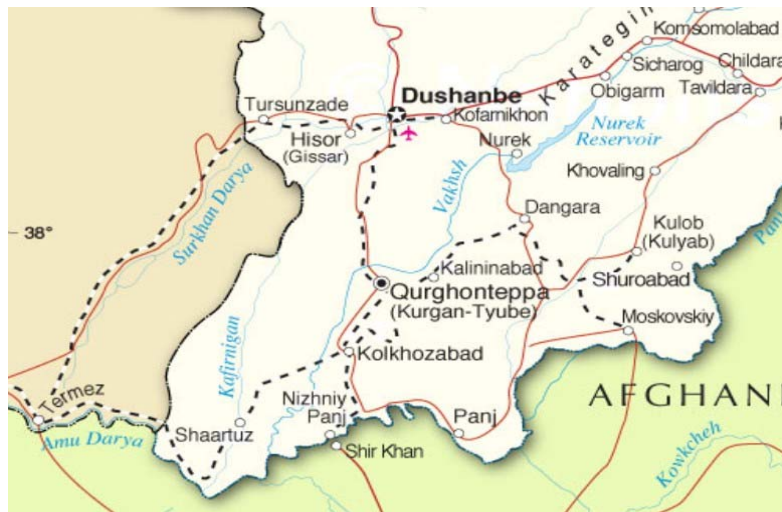 Komsomolabad
Karategin
Sicharog
Childara
Obigarm
Tavildara
Dushanbe
Tursunzade
Kofarnikhon
Hisor
(Gissar)
Nurek
Nurek
Reservoir
Khovaling
Surkhan Darya
Vakhsh
Dangara
38°
Kulob
(Kulyab)
Kalininabad
Shuroabad
Qurghonteppa
(Kurgan-Tyube)
Moskovskiy
Kafirnigan
Kolkhozabad
AFGHANI
Termez
Nizhniy
Panj
Panj
Shaartuz
Amu Darya
Shir Khan
Kowkcheh